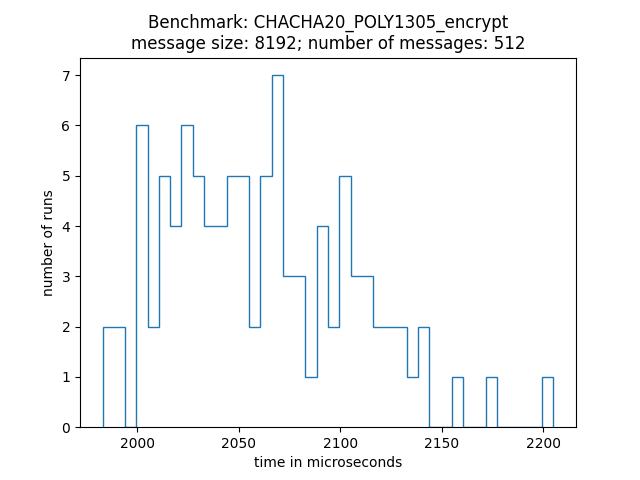 Benchmark: CHACHA20_POLY1305_encrypt
message size: 8192; number of messages: 512
7
6
5
4
3
2
1
0
number of runs
2000 2050 2100 2150 2200
time in microseconds